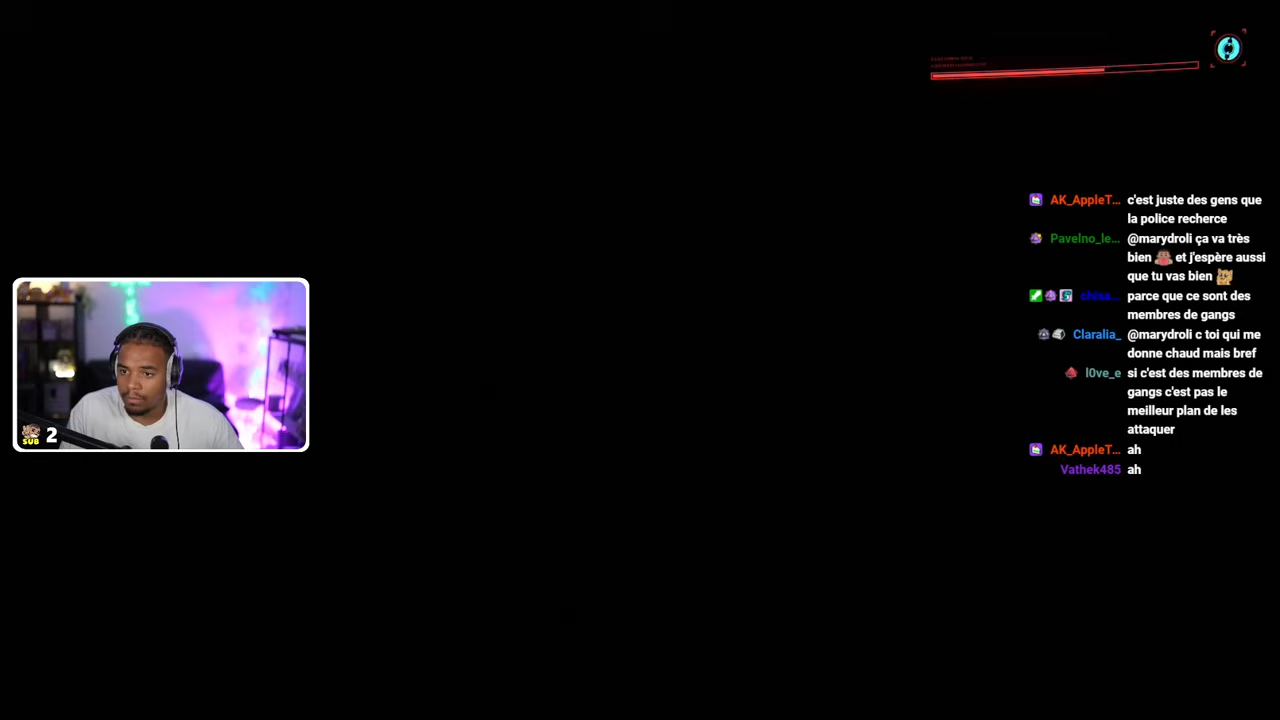 AK_AppleT... c'est juste des gens que
la police recherce
Pavelno_le... @marydroli ça va très
bien et j'espère aussi
que tu vas bien
parce que ce sont des
membres de gangs
Claralia_ @marydroli c toi qui me
donne chaud mais bref
l0ve_e si c'est des membres de
gangs c'est pas le
meilleur plan de les
attaquer
AK_AppleT... ah
Vathek485 ah
SUB 2